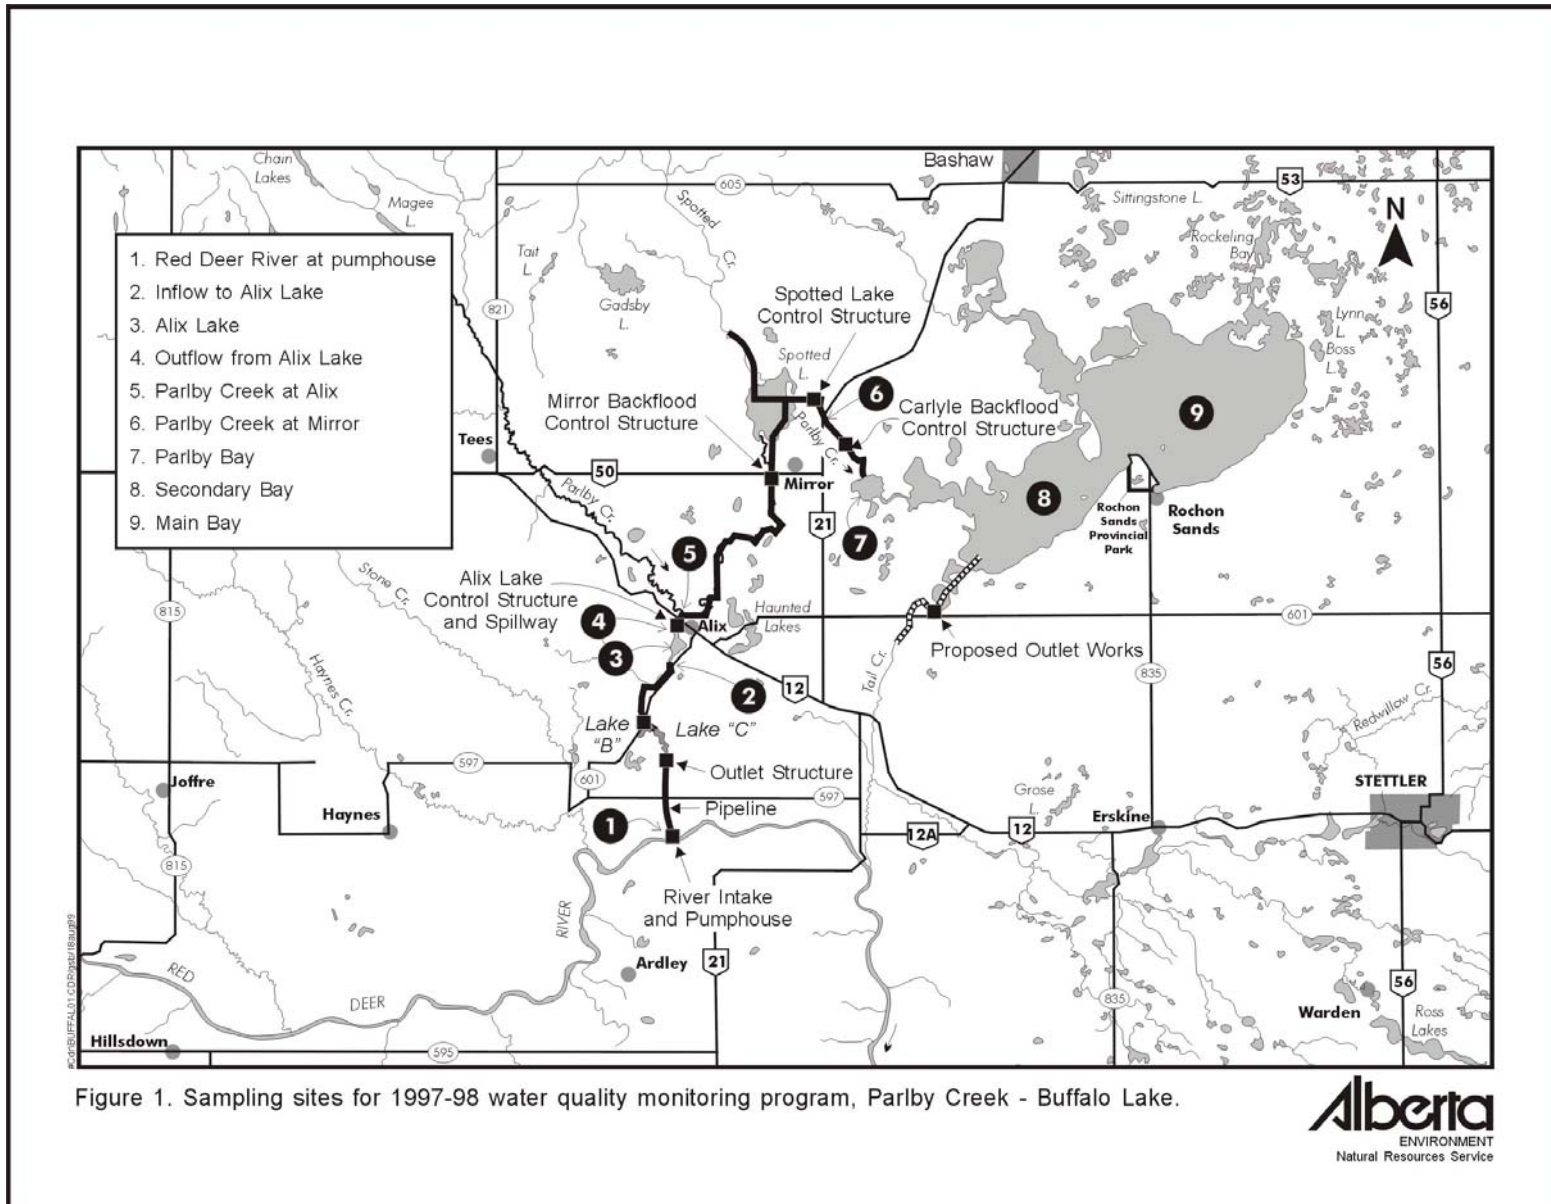 Chain
Lakes
Magee
L.
605
Bashaw
53
Sittingstone L.
Rockeling
Bay
N
Spotted
Cr.
Tait
L.
Gadsby
L.
821
1. Red Deer River at pumphouse
2. Inflow to Alix Lake
3. Alix Lake
4. Outflow from Alix Lake
5. Parlby Creek at Alix
6. Parlby Creek at Mirror
7. Parlby Bay
8. Secondary Bay
9. Main Bay
Spotted Lake
Control Structure
56
Lynn
L.
Boss
L.
Spotted
L.
Mirror Backflood
Control Structure
6
Carlyle Backflood
Control Structure
9
Parlby Cr.
Tees
50
Mirror
Parlby Cr.
21
7
8
Rochon
Sands
Provincial
Park
Rochon
Sands
5
Alix Lake
Control Structure
and Spillway
Stone Cr.
815
4
Alix
Haunted
Lakes
601
Proposed Outlet Works
3
2
12
Tail Cr.
835
56
Haynes Cr.
Redwillow Cr.
Lake
"B"
Lake "C"
597
601
Outlet Structure
Joffre
Haynes
Pipeline
597
1
Grose
L.
STETTLER
12A
12
Erskine
815
River Intake
and Pumphouse
RIVER
Ardley
21
RED
DEER
835
56
Warden
Ross
Lakes
Hillsdown
595
#Cdr\BUFFAL01.CDR/gsb/18aug99
Figure 1. Sampling sites for 1997-98 water quality monitoring program, Parlby Creek - Buffalo Lake.
Alberta
ENVIRONMENT
Natural Resources Service